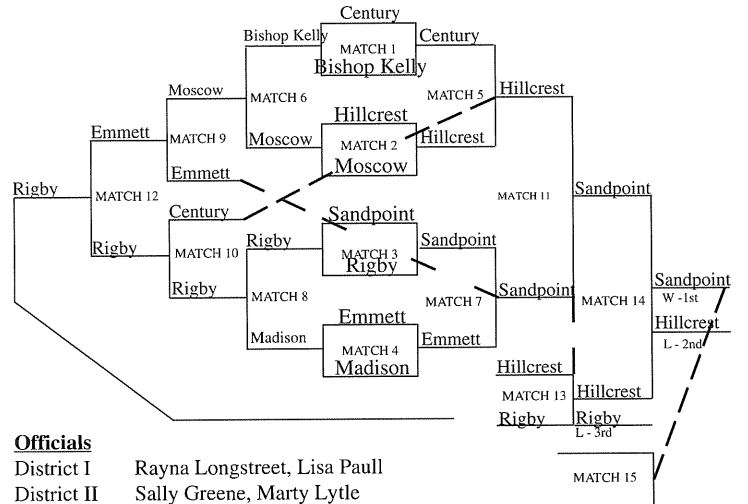 Century
Bishop Kelly
MATCH 1
Century
Bishop Kelly
Moscow
MATCH 6
MATCH 5
Hillcrest
Hillcrest
Emmett
MATCH 9
Moscow
MATCH 2
Hillcrest
Moscow
Emmett
Rigby
MATCH 12
MATCH 11
Sandpoint
Century
Sandpoint
Rigby
MATCH 10
Rigby
MATCH 3
Sandpoint
Rigby
Rigby
MATCH 8
MATCH 7
Sandpoint
MATCH 14
Sandpoint
W -1st
Emmett
Hillcrest
Madison
MATCH 4
Emmett
L - 2nd
Madison
Hillcrest
MATCH 13
Hillcrest
Rigby
Rigby
L - 3rd
Officials
District I Rayna Longstreet, Lisa Paull
MATCH 15
District II Sally Greene, Marty Lytle